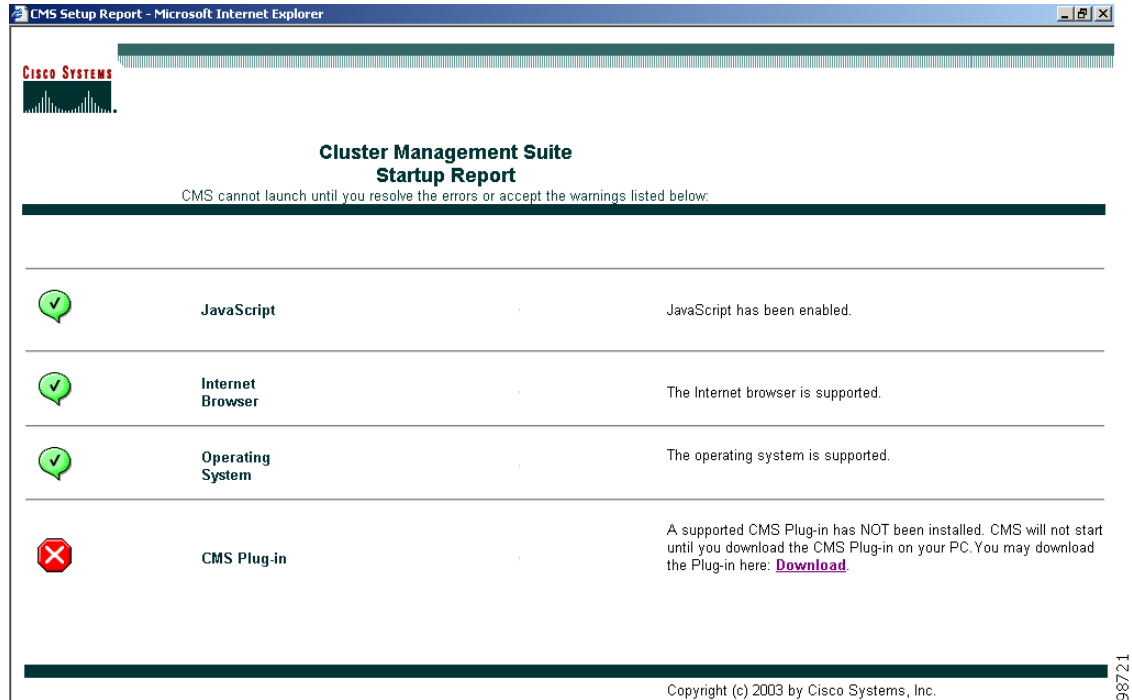 CMS Setup Report - Microsoft Internet Explorer
CISCO SYSTEMS
Cluster Management Suite
Startup Report
CMS cannot launch until you resolve the errors or accept the warnings listed below:
JavaScript
JavaScript has been enabled.
Internet
Browser
The Internet browser is supported.
Operating
System
The operating system is supported.
CMS Plug-in
A supported CMS Plug-in has NOT been installed. CMS will not start
until you download the CMS Plug-in on your PC.You may download
the Plug-in here: Download.
Copyright (c) 2003 by Cisco Systems, Inc.
98721